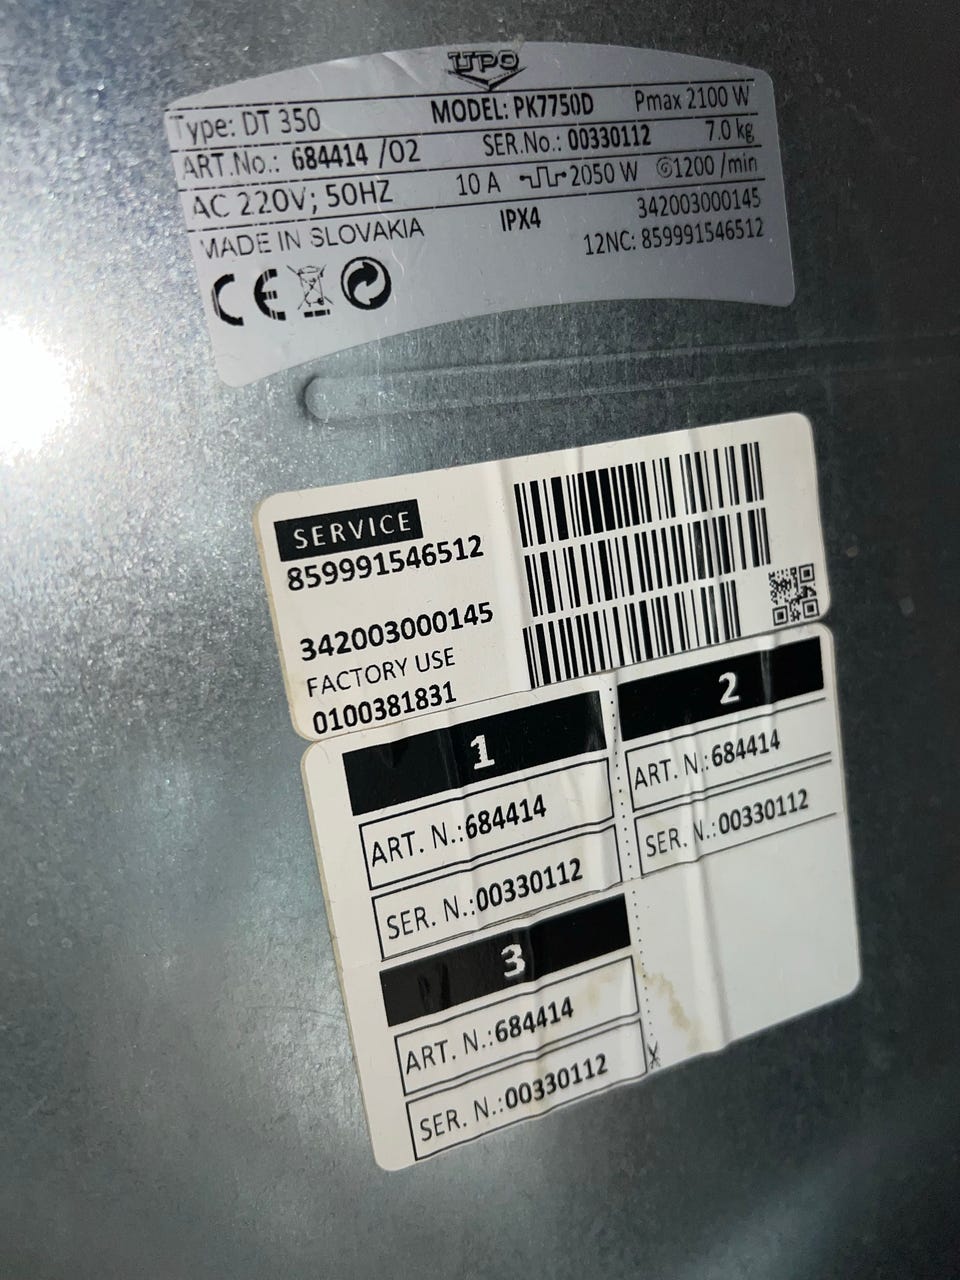 UPO
Type: DT 350 MODEL: PK7750D Pmax 2100 W
ART.No.: 684414 /02 SER.No.: 00330112 7.0 kg
AC 220V; 50HZ 10 A 2050 W 1200 /min
MADE IN SLOVAKIA IPX4 342003000145
12NC: 859991546512
CE
SERVICE
859991546512
342003000145
FACTORY USE
0100381831
1
ART. N.:684414
SER. N.:00330112
2
ART. N.:684414
SER. N.:00330112
3
ART. N.:684414
SER. N.:00330112